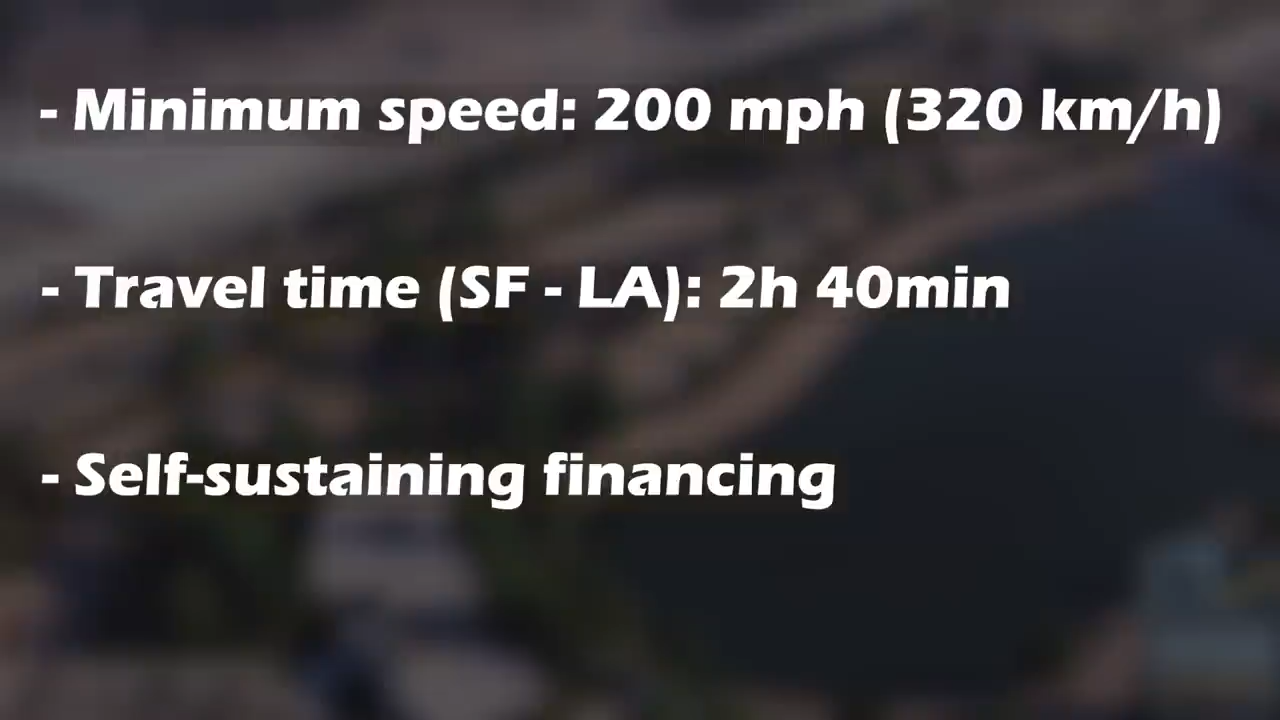 - Minimum speed: 200 mph (320 km/h)
- Travel time (SF - LA): 2h 40min
- Self-sustaining financing